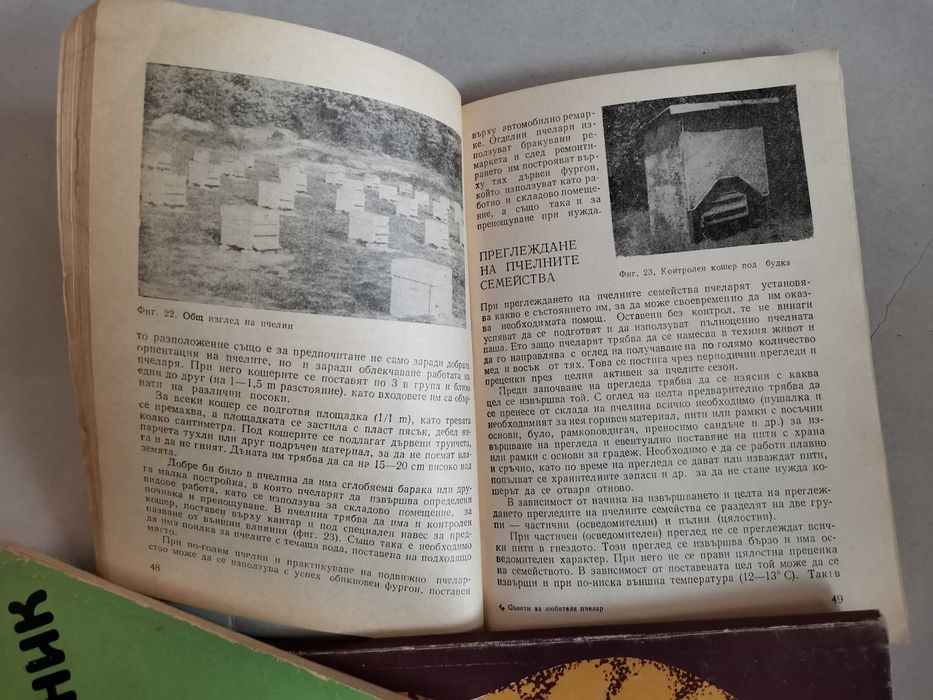 Фиг. 22. Общ изглед на пчелин
то разположение също е за предпочитане не само заради добрата
ориентация на пчелите, но и заради облекчаване работата на
пчеларя. При него кошерите се поставят по 3 в група и близо
един до друг (на 1—1,5 m разстояние), като входовете им са обър-
нати на различни посоки.
За всеки кошер се подготвя площадка (1/1 m), като тревата
се премахва, а площадката се застила с пласт пясък, дебел ня-
колко сантиметра. Под кошерите се подлагат дървени трупчета,
парчета тухли или друг подръчен материал, за да не поемат вла-
га и да не гният. Дъната им трябва да са на 15—20 cm високо над
земята.
Добре би било в пчелина да има сглобяема барака или дру-
га малка постройка, в която пчеларят да извършва определени
видове работа, като се използува за складово помещение, за
почивка и пренощуване. В пчелина трябва да има и контролен
кошер, поставен върху кантар и под специален навес за пред-
пазване от външни влияния (фиг. 23). Също така е необходимо
да има поилка за пчелите с течаща вода, поставена на подходящо
място.
При по-голям пчелин и практикуване на подвижно пчелар-
ство може да се използува с успех обикновен фургон, поставен
48
върху автомобилно ремар-
ке. Отделни пчелари из-
ползуват бракувани ре-
маркета и след ремонти-
рането им построяват вър-
ху тях дървен фургон,
който използуват като ра-
ботно и складово помеще-
ние, а също така и за
пренощуване при нужда.
Фиг. 23. Контролен кошер под будка
ПРЕГЛЕЖДАНЕ
НА ПЧЕЛНИТЕ
СЕМЕЙСТВА
При преглеждането на пчелните семейства пчеларят установя-
ва какво е състоянието им, за да може своевременно да им оказ-
ва необходимата помощ. Оставени без контрол, те не винаги
успяват да се подготвят и да използуват пълноценно пчелната
паша. Ето защо пчеларят трябва да се намесва в техния живот и
да го направлява с оглед на получаване на по-голямо количество
мед и восък от тях. Това се постига чрез периодични прегледи и
преценки през целия активен за пчелите сезон.
Преди започване на прегледа трябва да се изясни с каква
цел се извършва той. С оглед на целта предварително трябва да
се пренесе от склада на пчелина всичко необходимо (пушалка и
необходимият за нея горивен материал, пити или рамки с восъчни
основи, було, рамкоповдигач, преносимо сандъче и др.) за из-
вършване на прегледа и евентуално поставяне на пити с храна
или рамки с основи за градеж. Необходимо е да се работи плавно
и сръчно, като по време на прегледа се дават или изваждат пити,
попълват се хранителните запаси и др. за да не стане нужда ко-
шерът да се отваря отново.
В зависимост от начина на извършването и целта на преглеж-
дането прегледите на пчелните семейства се разделят на две гру-
пи — частични (осведомителни) и пълни (цялостни).
При частичен (осведомителен) преглед не се преглеждат всич-
ки пити в гнездото. Този преглед се извършва бързо и има ос-
ведомителен характер. При него не се прави цялостна преценка
на семейството. В зависимост от поставената цел той може да се
извърши и при по-ниска външна температура (12—13° C). Такъв
4 Съвети за любителя пчелар
49
НИК